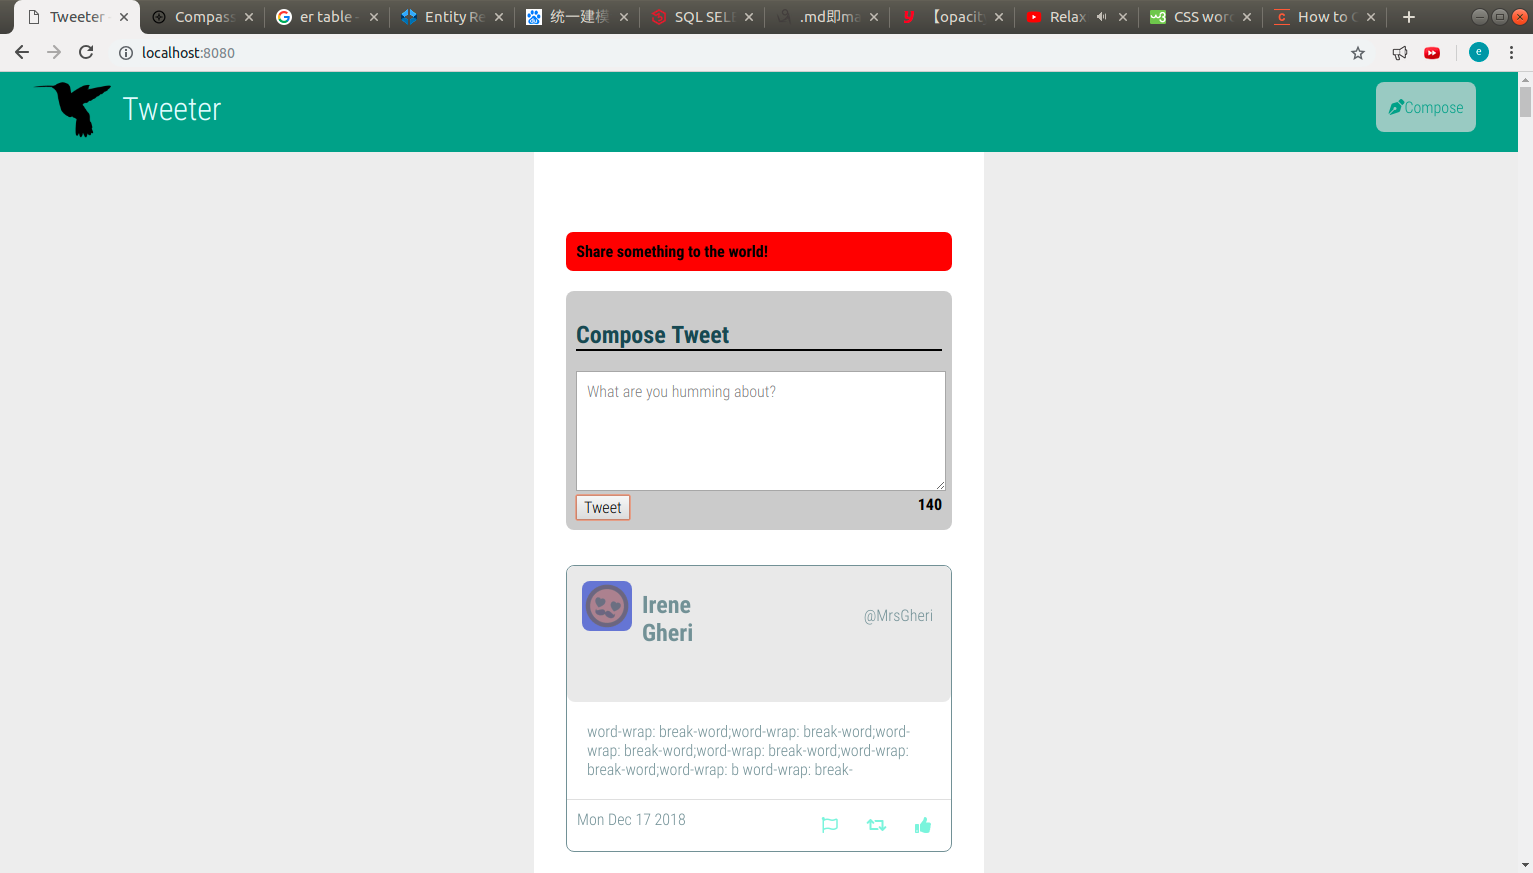 Tweeter
Compass
er table -
Entity Re
统一建模
SQL SELE
.md即ma
【opacity
Relax
CSS word
How to C
localhost:8080
e
Tweeter
Compose
Share something to the world!
Compose Tweet
What are you humming about?
Tweet
140
Irene
Gheri
@MrsGheri
word-wrap: break-word;word-wrap: break-word;word-
wrap: break-word;word-wrap: break-word;word-wrap:
break-word;word-wrap: b word-wrap: break-
Mon Dec 17 2018